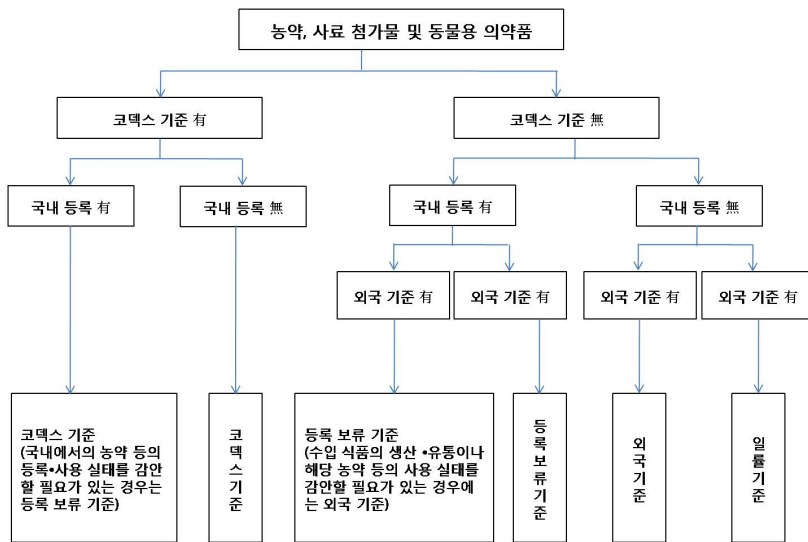 농약, 사료 첨가물 및 동물용 의약품
코덱스 기준 有
코덱스 기준 無
국내 등록 有
국내 등록 無
국내 등록 有
국내 등록 無
외국 기준 有
외국 기준 有
외국 기준 有
외국 기준 有
코덱스 기준
(국내에서의 농약 등의
등록•사용 실태를 감안
할 필요가 있는 경우는
등록 보류 기준)
코덱스기준
등록 보류 기준
(수입 식품의 생산 •유통이나
해당 농약 등의 사용 실태를
감안할 필요가 있는 경우에
는 외국 기준)
등록보류기준
외국기준
일률기준